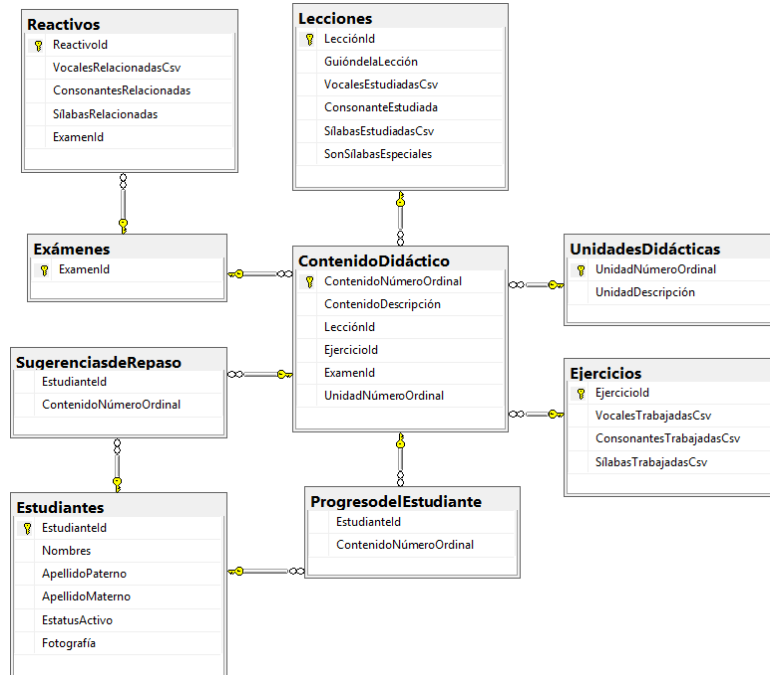 Reactivos
ReactivoId
VocalesRelacionadasCsv
ConsonantesRelacionadas
SílabasRelacionadas
ExamenId
Lecciones
LecciónId
GuióndelaLección
VocalesEstudiadasCsv
ConsonanteEstudiada
SílabasEstudiadasCsv
SonSílabasEspeciales
Exámenes
ExamenId
ContenidoDidáctico
ContenidoNúmeroOrdinal
ContenidoDescripción
LecciónId
EjercicioId
ExamenId
UnidadNúmeroOrdinal
UnidadesDidácticas
UnidadNúmeroOrdinal
UnidadDescripción
SugerenciasdeRepaso
EstudianteId
ContenidoNúmeroOrdinal
Ejercicios
EjercicioId
VocalesTrabajadasCsv
ConsonantesTrabajadasCsv
SílabasTrabajadasCsv
Estudiantes
EstudianteId
Nombres
ApellidoPaterno
ApellidoMaterno
EstatusActivo
Fotografía
ProgresodelEstudiante
EstudianteId
ContenidoNúmeroOrdinal